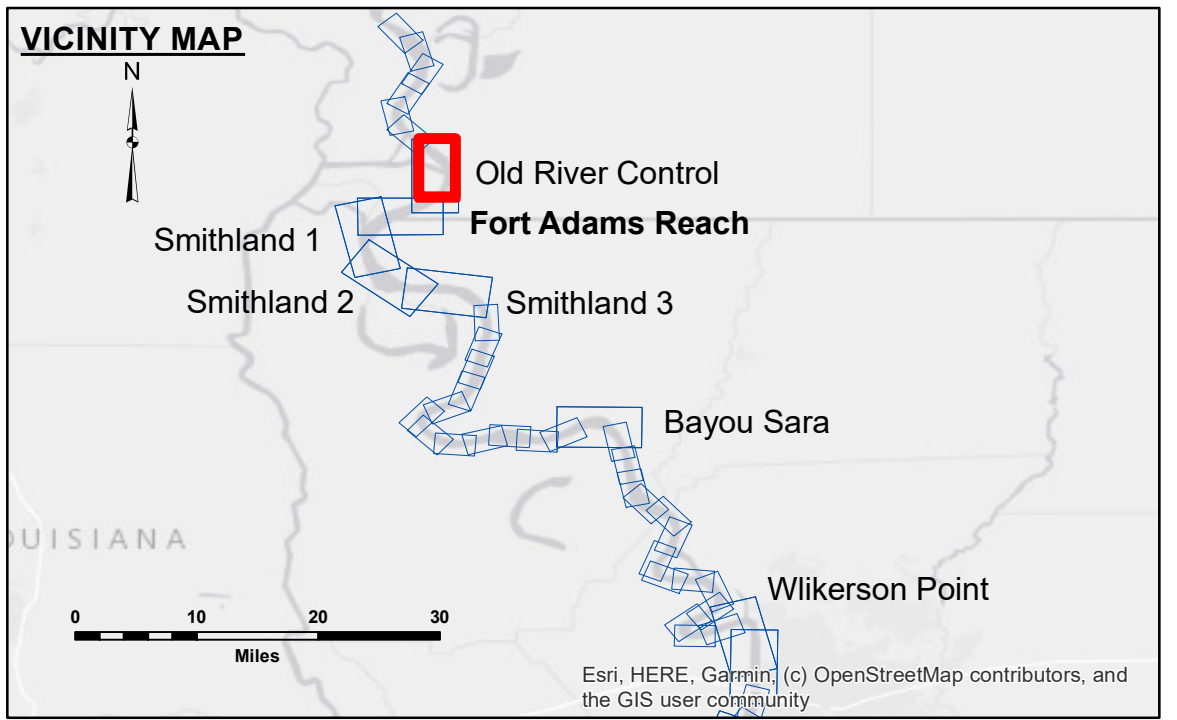 VICINITY MAP
N
Old River Control
Fort Adams Reach
Smithland 1
Smithland 2
Smithland 3
Bayou Sara
OUISIANA
Wlikerson Point
0 10 20 30
Miles
Esri, HERE, Garmin, (c) OpenStreetMap contributors, and
the GIS user community